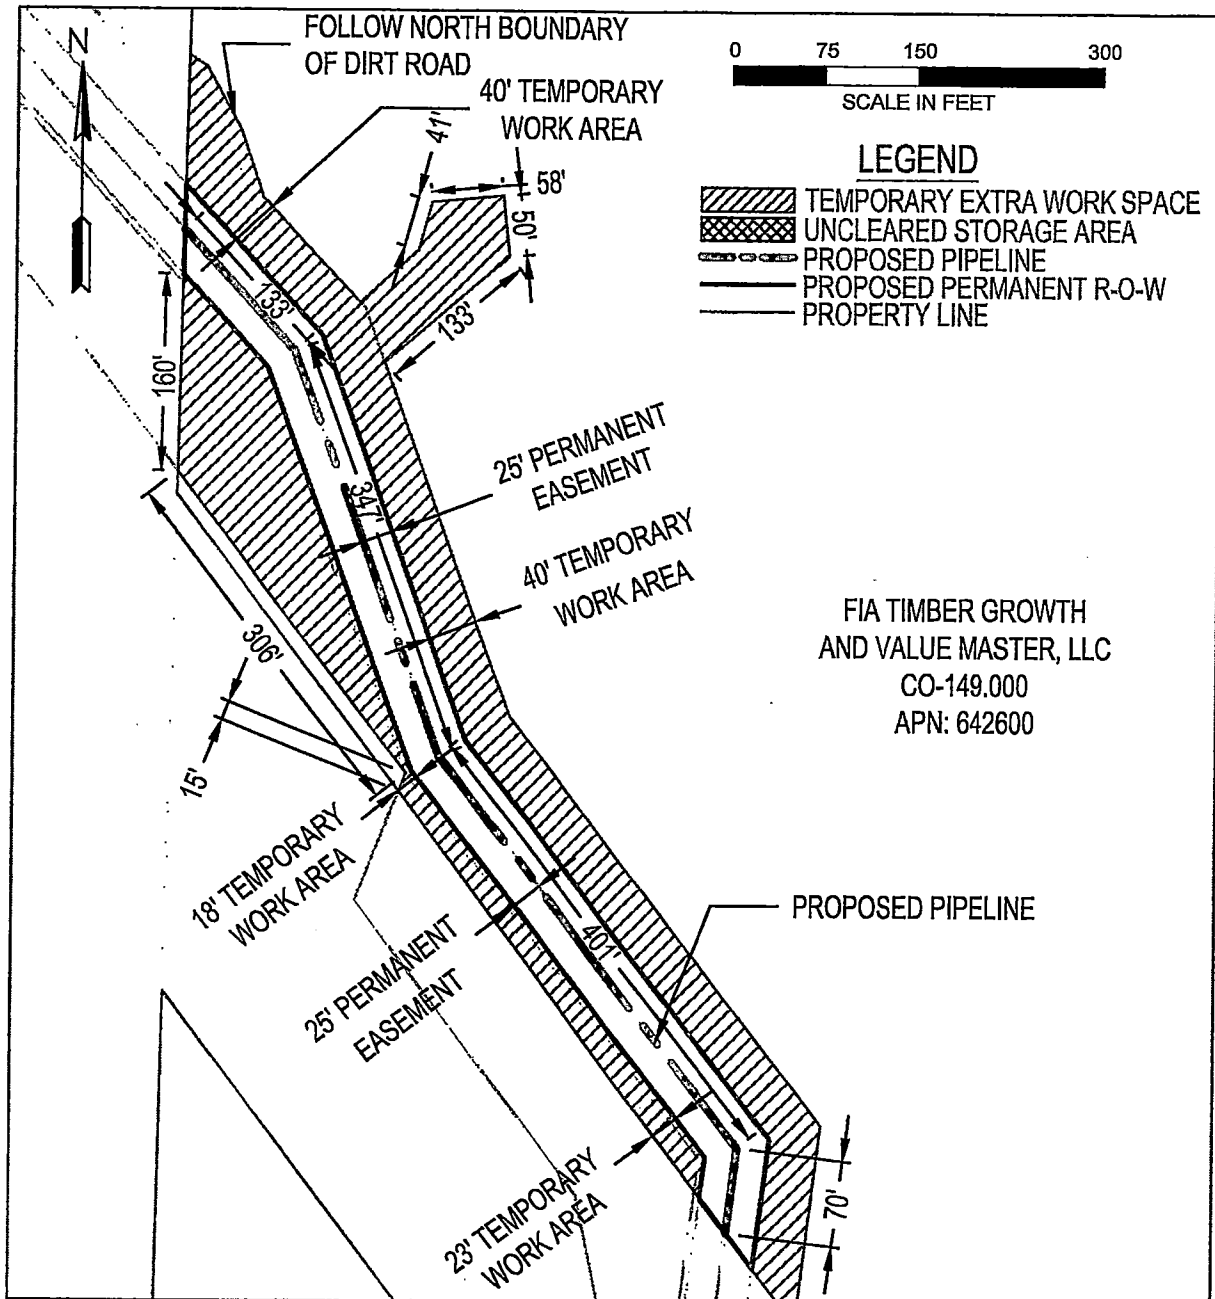 N
FOLLOW NORTH BOUNDARY
OF DIRT ROAD
40' TEMPORARY
WORK AREA
0 75 150 300
SCALE IN FEET
LEGEND
TEMPORARY EXTRA WORK SPACE
UNCLEARED STORAGE AREA
PROPOSED PIPELINE
PROPOSED PERMANENT R-O-W
PROPERTY LINE
41'
58'
50'
133'
133'
160'
347'
25' PERMANENT
EASEMENT
40' TEMPORARY
WORK AREA
FIA TIMBER GROWTH
AND VALUE MASTER, LLC
CO-149.000
APN: 642600
306'
15'
18' TEMPORARY
WORK AREA
25' PERMANENT
EASEMENT
401'
PROPOSED PIPELINE
23' TEMPORARY
WORK AREA
70'